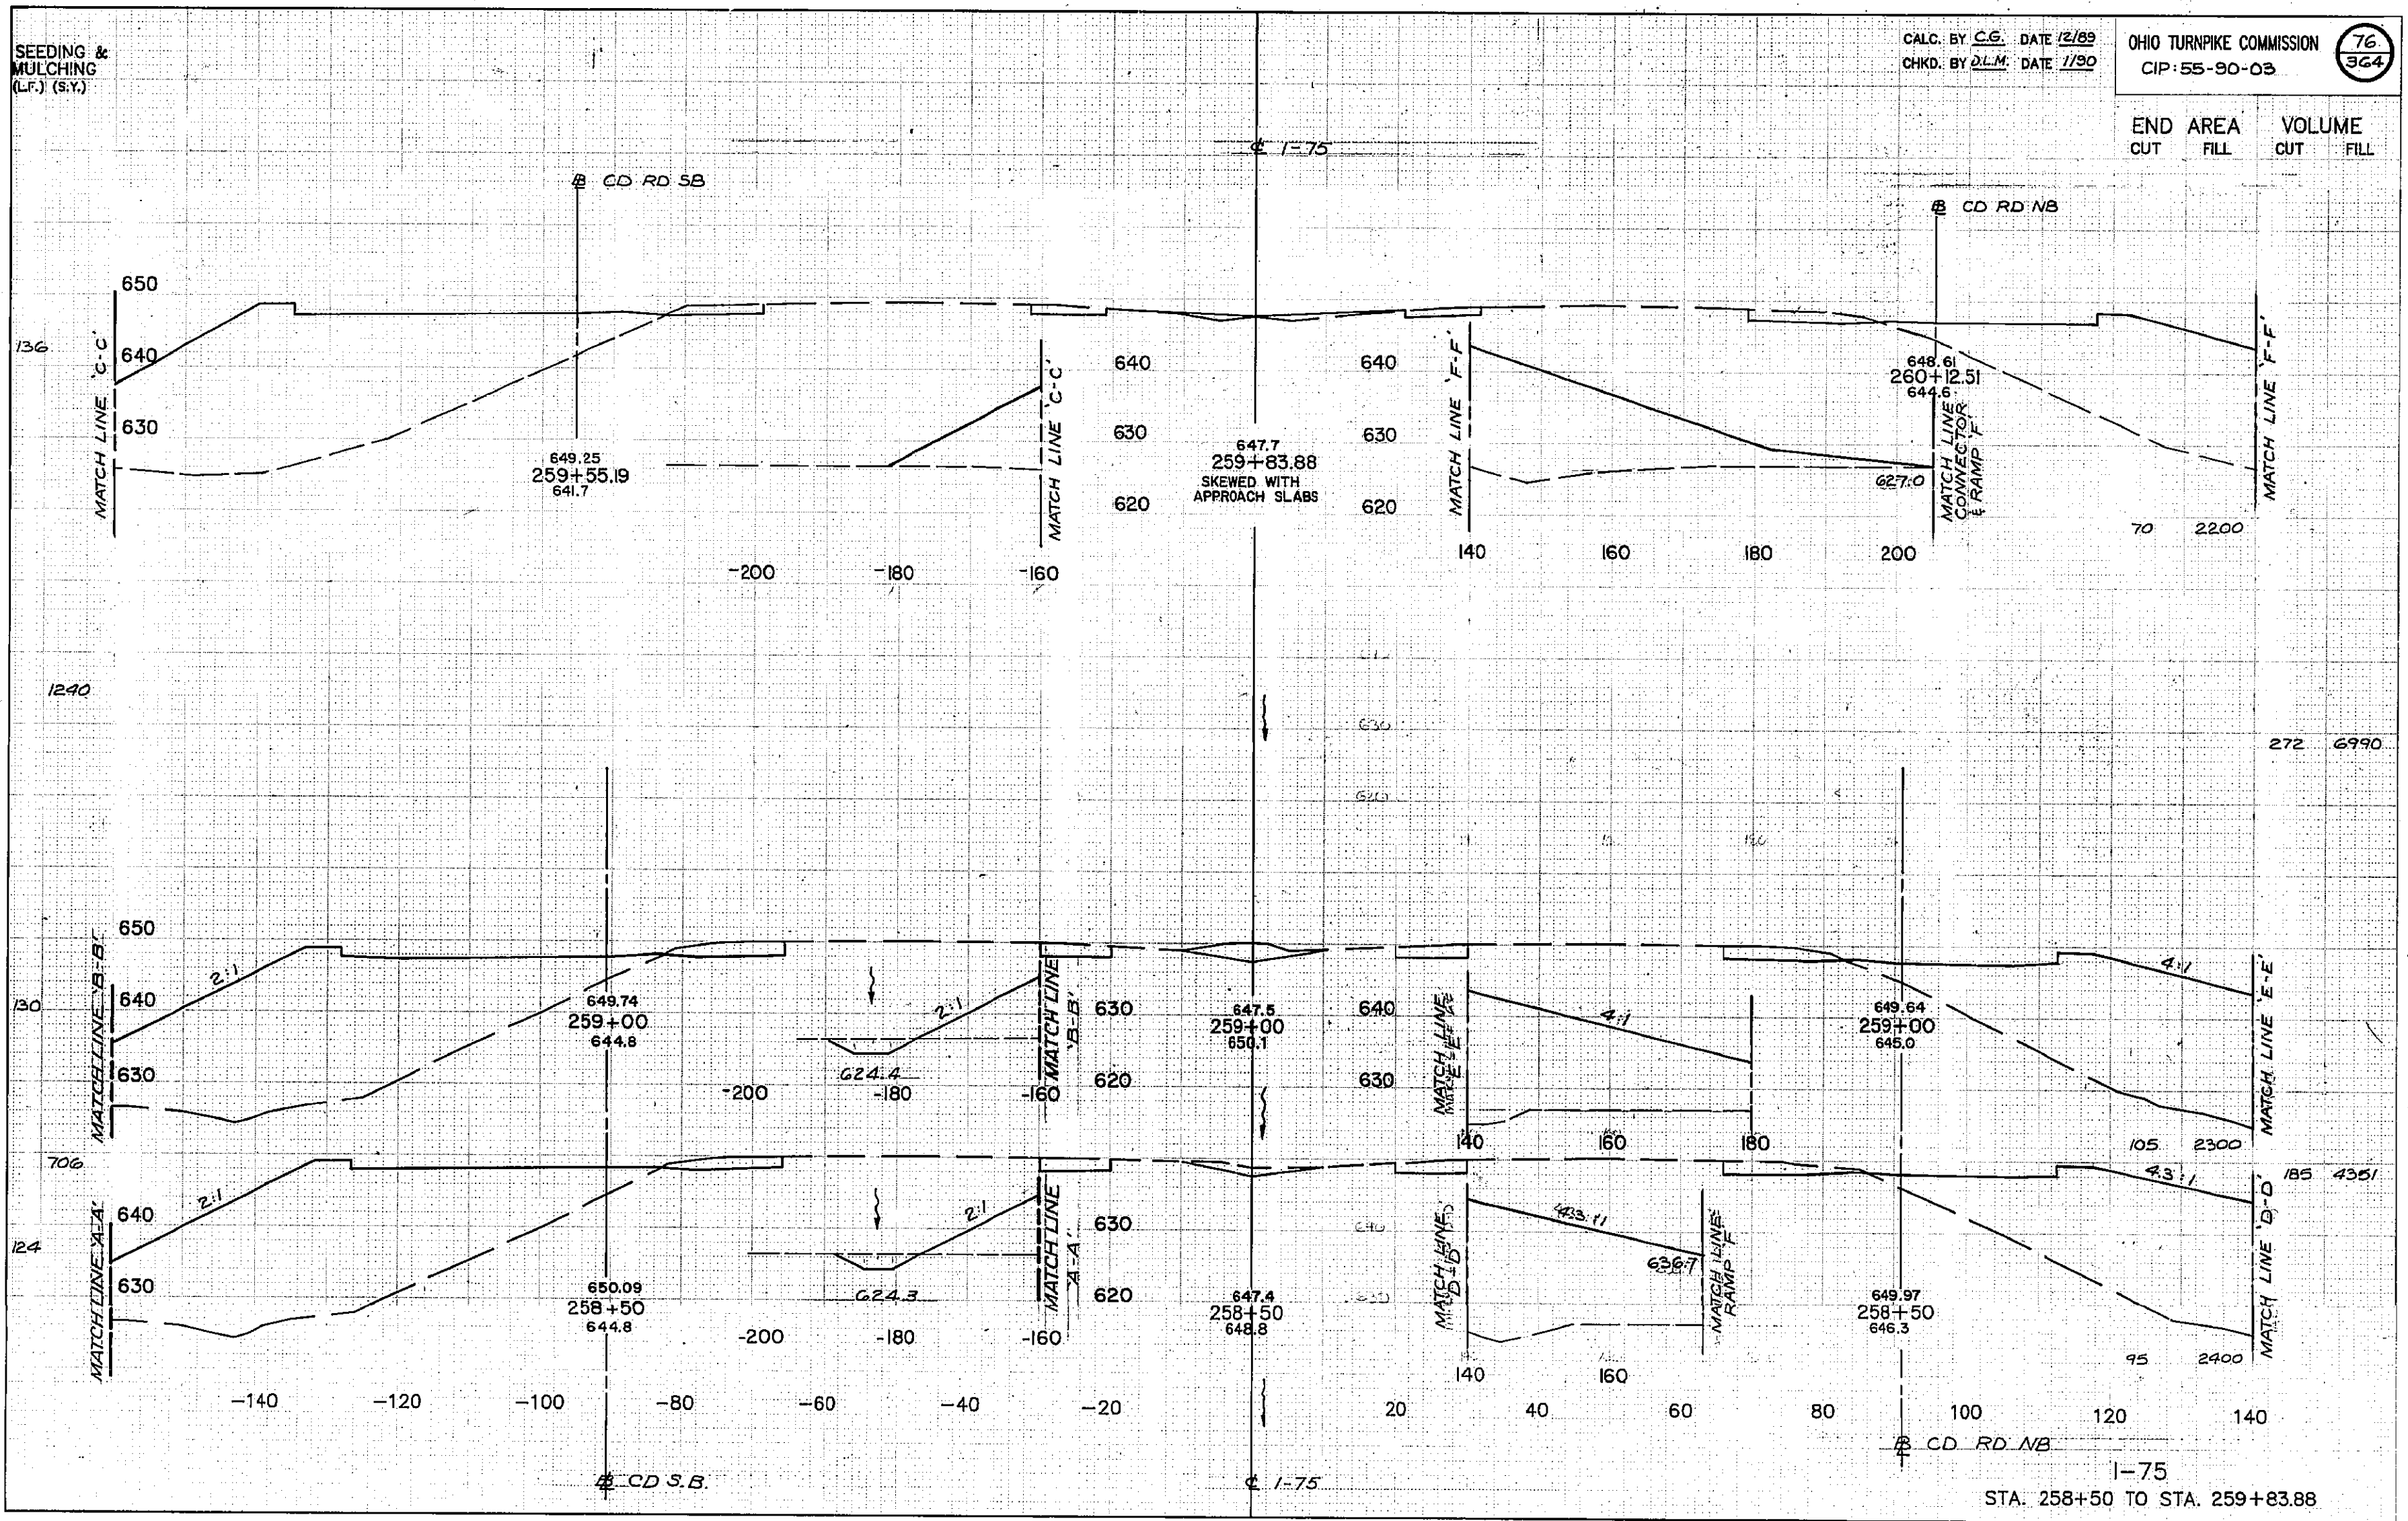 SEEDING &
MULCHING
(L.F.) (S.Y.)
CALC. BY C.G. DATE 12/89
CHKD. BY D.L.M. DATE 1/90
OHIO TURNPIKE COMMISSION
CIP: 55-90-03
76
364
END AREA VOLUME
CUT FILL CUT FILL
℄ I-75
CD RD SB
CD RD NB
650
136
640
630
MATCH LINE 'C-C'
649.25
259+55.19
641.7
-200 -180 -160
MATCH LINE 'C-C'
640
630
620
647.7
259+83.88
SKEWED WITH
APPROACH SLABS
640
630
620
MATCH LINE 'F-F'
627.0
140 160 180 200
648.61
260+12.51
644.6
MATCH LINE
CONNECTOR
& RAMP 'F'
MATCH LINE 'F-F'
70 2200
1240
630
272 6990
650
130
640
630
MATCH LINE 'B-B'
2:1
649.74
259+00
644.8
2:1
624.4
-200 -180 -160
MATCH LINE
'B-B'
630
620
647.5
259+00
650.1
640
630
MATCH LINE
'E-E'
4:1
140 160 180
649.64
259+00
645.0
4:1
MATCH LINE 'E-E'
105 2300
706
185 4351
124
640
630
MATCH LINE 'A-A'
2:1
650.09
258+50
644.8
2:1
624.3
-200 -180 -160
MATCH LINE
'A-A'
630
620
647.4
258+50
648.8
640
MATCH LINE
'D-D'
4.3:1
636.7
MATCH LINE
RAMP 'F'
140 160
649.97
258+50
646.3
4.3:1
MATCH LINE 'D-D'
95 2400
-140 -120 -100 -80 -60 -40 -20 20 40 60 80 100 120 140
CD S.B.
℄ I-75
CD RD NB
I-75
STA. 258+50 TO STA. 259+83.88